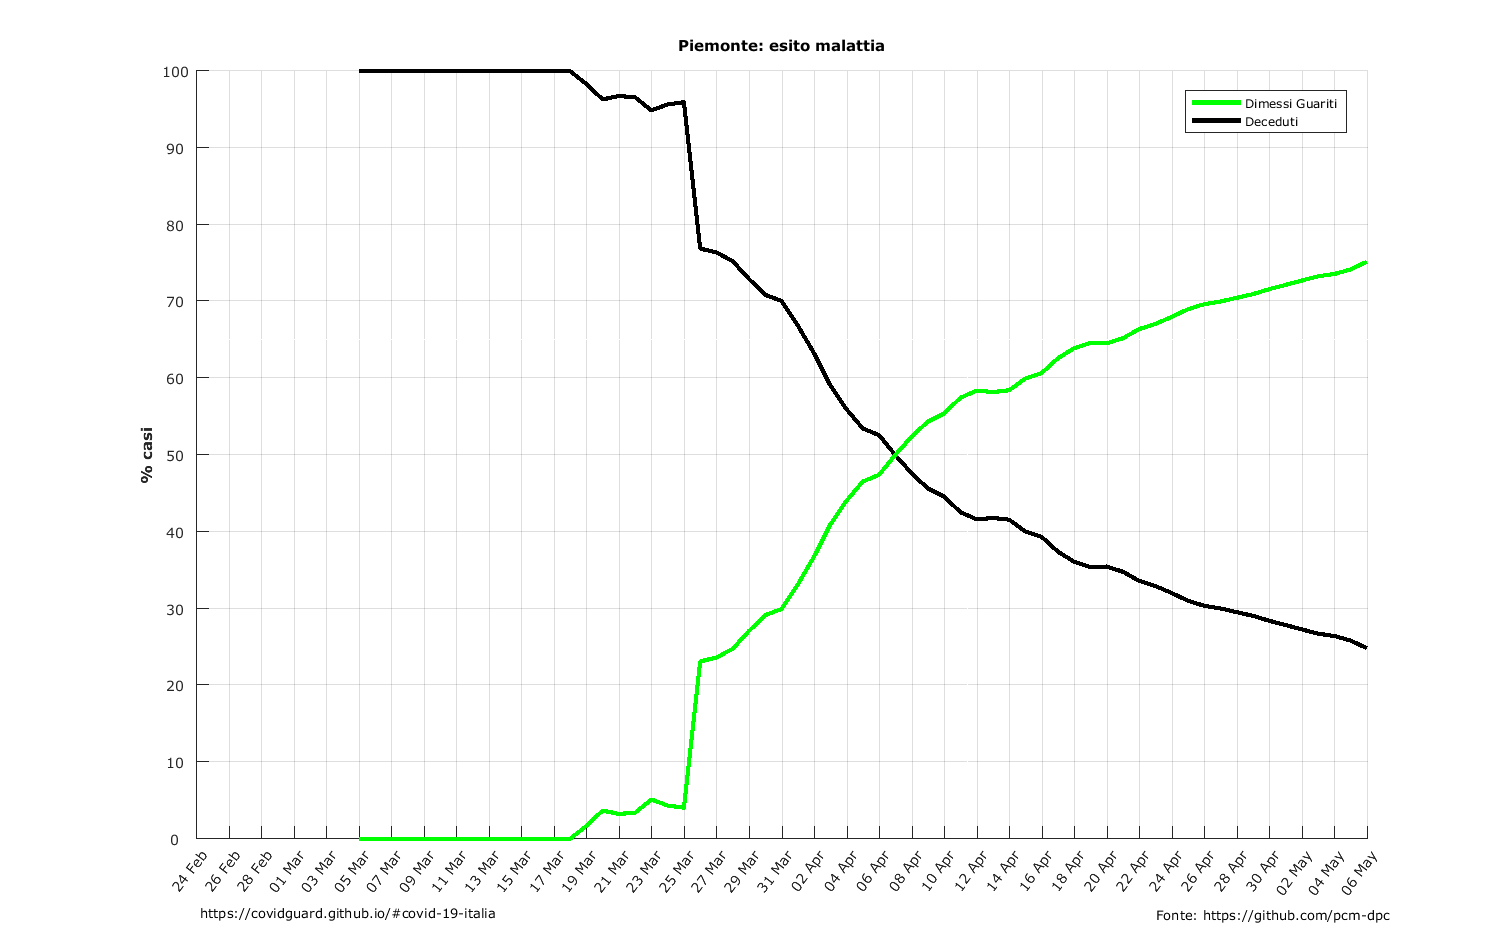 Piemonte: esito malattia
100
90
80
70
60
50
40
30
20
10
0
% casi
Dimessi Guariti
Deceduti
24 Feb
26 Feb
28 Feb
01 Mar
03 Mar
05 Mar
07 Mar
09 Mar
11 Mar
13 Mar
15 Mar
17 Mar
19 Mar
21 Mar
23 Mar
25 Mar
27 Mar
29 Mar
31 Mar
02 Apr
04 Apr
06 Apr
08 Apr
10 Apr
12 Apr
14 Apr
16 Apr
18 Apr
20 Apr
22 Apr
24 Apr
26 Apr
28 Apr
30 Apr
02 May
04 May
06 May
https://covidguard.github.io/#covid-19-italia
Fonte: https://github.com/pcm-dpc